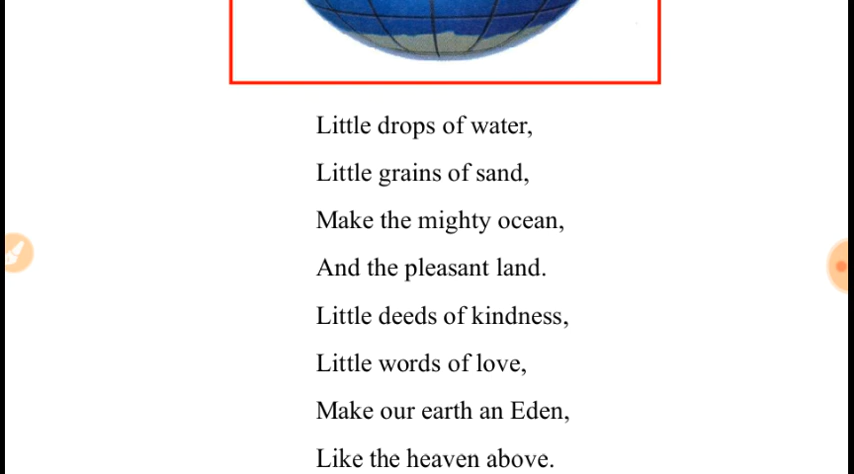 Little drops of water,
Little grains of sand,
Make the mighty ocean,
And the pleasant land.
Little deeds of kindness,
Little words of love,
Make our earth an Eden,
Like the heaven above.